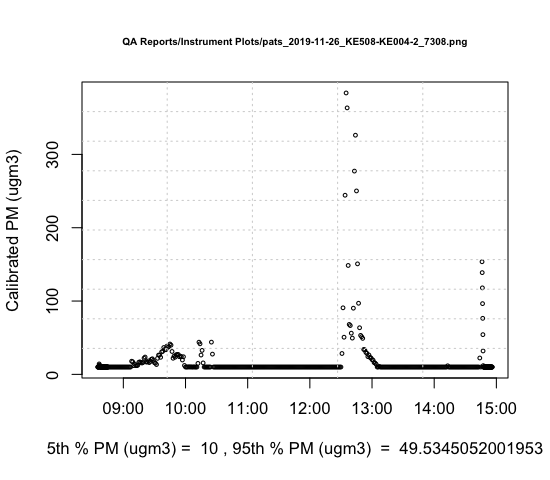 QA Reports/Instrument Plots/pats_2019-11-26_KE508-KE004-2_7308.png
Calibrated PM (ugm3)
300
200
100
0
09:00 10:00 11:00 12:00 13:00 14:00 15:00
5th % PM (ugm3) = 10 , 95th % PM (ugm3) = 49.5345052001953